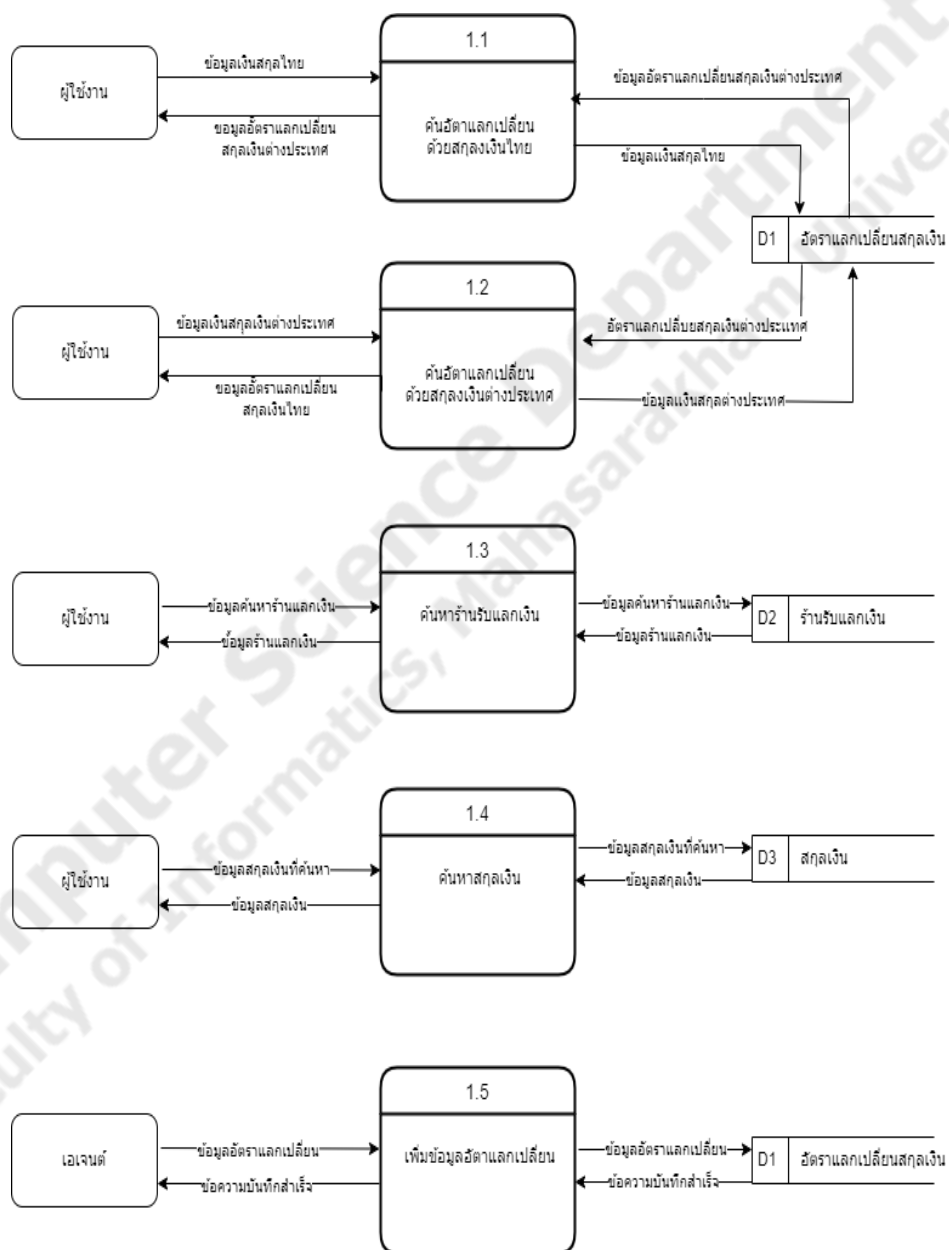 1.1
ผู้ใช้งาน
ข้อมูลเงินสกุลไทย
ขอมูลอั้ตราแลกเปลี่ยน
สกุลเงินต่างประเทศ
ค้นอัตาแลกเปลี่ยน
ด้วยสกุลงเงินไทย
ข้อมูลอัตราแลกเปลี่ยนสกุลเงินต่างประเทศ
ข้อมูลเเงินสกุลไทย
D1
อัตราแลกเปลี่ยนสกุลเงิน
1.2
ผู้ใช้งาน
ข้อมูลเงินสกุลเงินต่างประเทศ
ขอมูลอั้ตราแลกเปลี่ยน
สกุลเงินไทย
ค้นอัตาแลกเปลี่ยน
ด้วยสกุลงเงินต่างประเทศ
อัตราแลกเปลี่บยสกุลเงินต่างประเเทศ
ข้อมูลเเงินสกุลต่างประเทศ
1.3
ผู้ใช้งาน
ข้อมูลค้นหาร้านแลกเงิน
ข้อมูลร้านแลกเงิน
ค้นหาร้านรับแลกเงิน
ข้อมูลค้นหาร้านแลกเงิน
ข้อมูลร้านแลกเงิน
D2
ร้านรับแลกเงิน
1.4
ผู้ใช้งาน
ข้อมูลสกุลเงินที่ค้นหา
ข้อมูลสกุลเงิน
ค้นหาสกุลเงิน
ข้อมูลสกุลเงินที่ค้นหา
ข้อมูลสกุลเงิน
D3
สกุลเงิน
1.5
เอเจนต์
ข้อมูลอัตราแลกเปลี่ยน
ข้อความบันทึกสำเร็จ
เพิ่มข้อมูลอัตาแลกเปลี่ยน
ข้อมูลอัตราแลกเปลี่ยน
ข้อความบันทึกสำเร็จ
D1
อัตราแลกเปลี่ยนสกุลเงิน
mputer Science Department
ulty of Informatics, Mahasarakham Univer